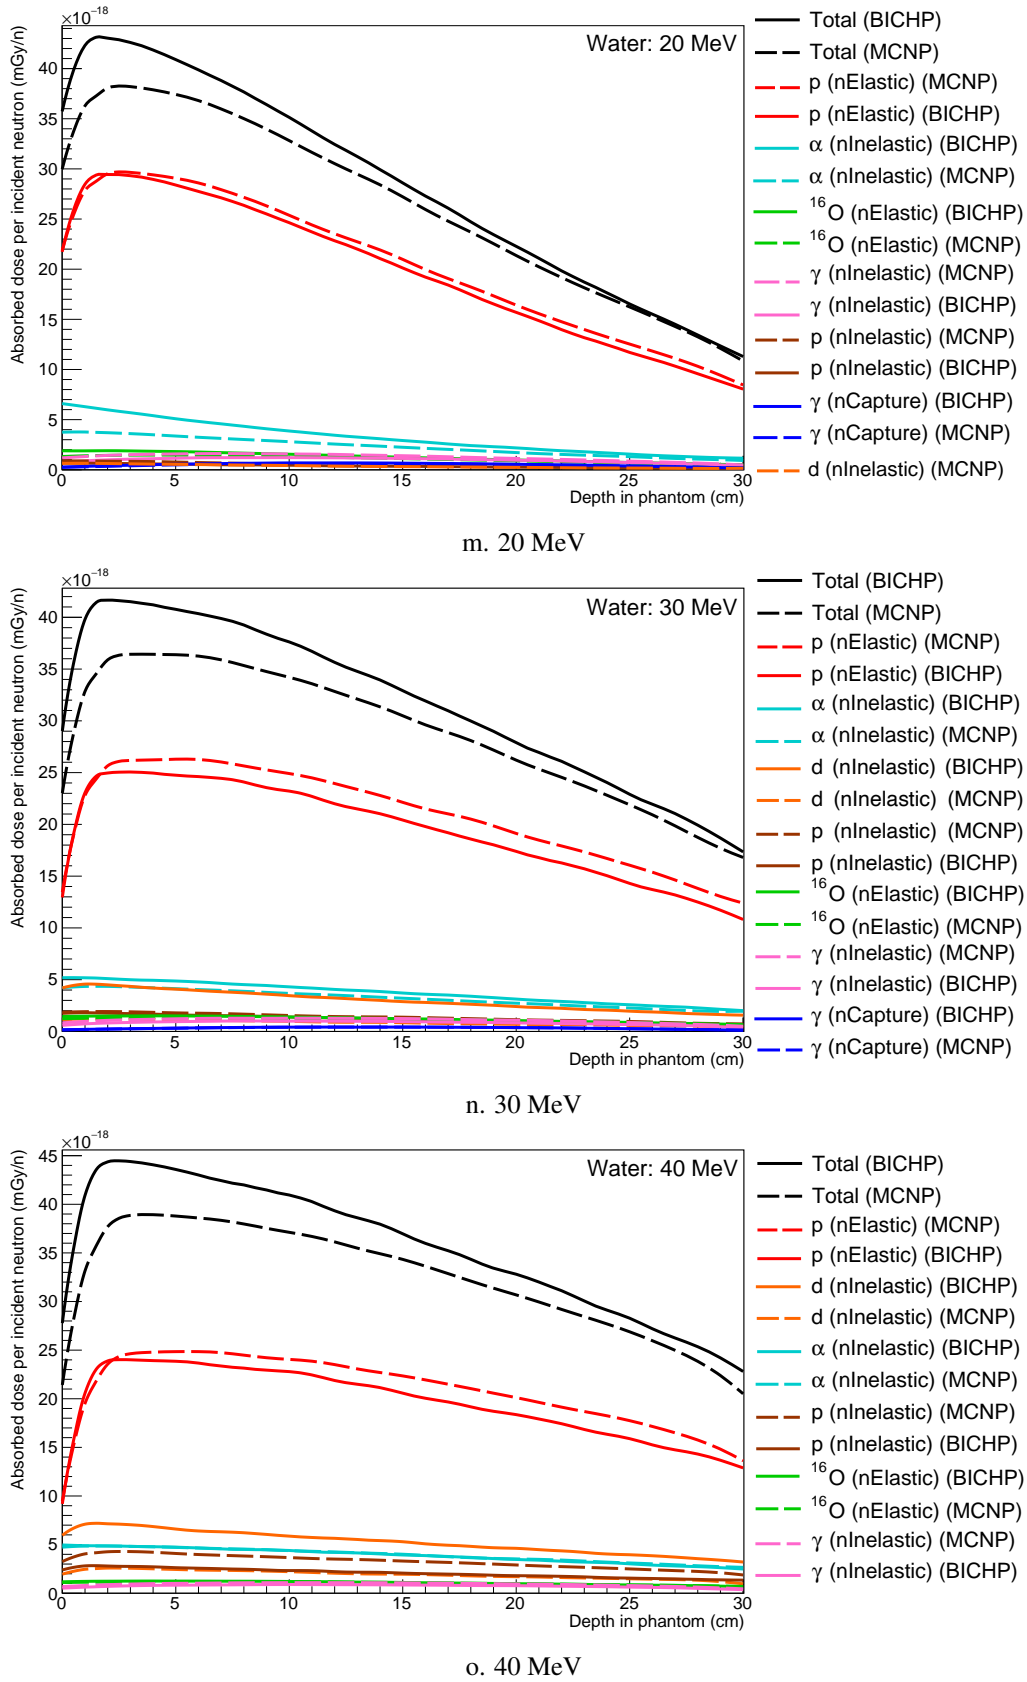 ×10⁻¹⁸
Absorbed dose per incident neutron (mGy/n)
Water: 20 MeV
40
35
30
25
20
15
10
5
0
0 5 10 15 20 25 30
Depth in phantom (cm)
Total (BICHP)
Total (MCNP)
p (nElastic) (MCNP)
p (nElastic) (BICHP)
α (nInelastic) (BICHP)
α (nInelastic) (MCNP)
¹⁶O (nElastic) (BICHP)
¹⁶O (nElastic) (MCNP)
γ (nInelastic) (MCNP)
γ (nInelastic) (BICHP)
p (nInelastic) (MCNP)
p (nInelastic) (BICHP)
γ (nCapture) (BICHP)
γ (nCapture) (MCNP)
d (nInelastic) (MCNP)
m. 20 MeV
×10⁻¹⁸
Absorbed dose per incident neutron (mGy/n)
Water: 30 MeV
40
35
30
25
20
15
10
5
0
0 5 10 15 20 25 30
Depth in phantom (cm)
Total (BICHP)
Total (MCNP)
p (nElastic) (MCNP)
p (nElastic) (BICHP)
α (nInelastic) (BICHP)
α (nInelastic) (MCNP)
d (nInelastic) (BICHP)
d (nInelastic) (MCNP)
p (nInelastic) (MCNP)
p (nInelastic) (BICHP)
¹⁶O (nElastic) (BICHP)
¹⁶O (nElastic) (MCNP)
γ (nInelastic) (MCNP)
γ (nInelastic) (BICHP)
γ (nCapture) (BICHP)
γ (nCapture) (MCNP)
n. 30 MeV
×10⁻¹⁸
Absorbed dose per incident neutron (mGy/n)
Water: 40 MeV
45
40
35
30
25
20
15
10
5
0
0 5 10 15 20 25 30
Depth in phantom (cm)
Total (BICHP)
Total (MCNP)
p (nElastic) (MCNP)
p (nElastic) (BICHP)
d (nInelastic) (BICHP)
d (nInelastic) (MCNP)
α (nInelastic) (BICHP)
α (nInelastic) (MCNP)
p (nInelastic) (MCNP)
p (nInelastic) (BICHP)
¹⁶O (nElastic) (BICHP)
¹⁶O (nElastic) (MCNP)
γ (nInelastic) (MCNP)
γ (nInelastic) (BICHP)
o. 40 MeV